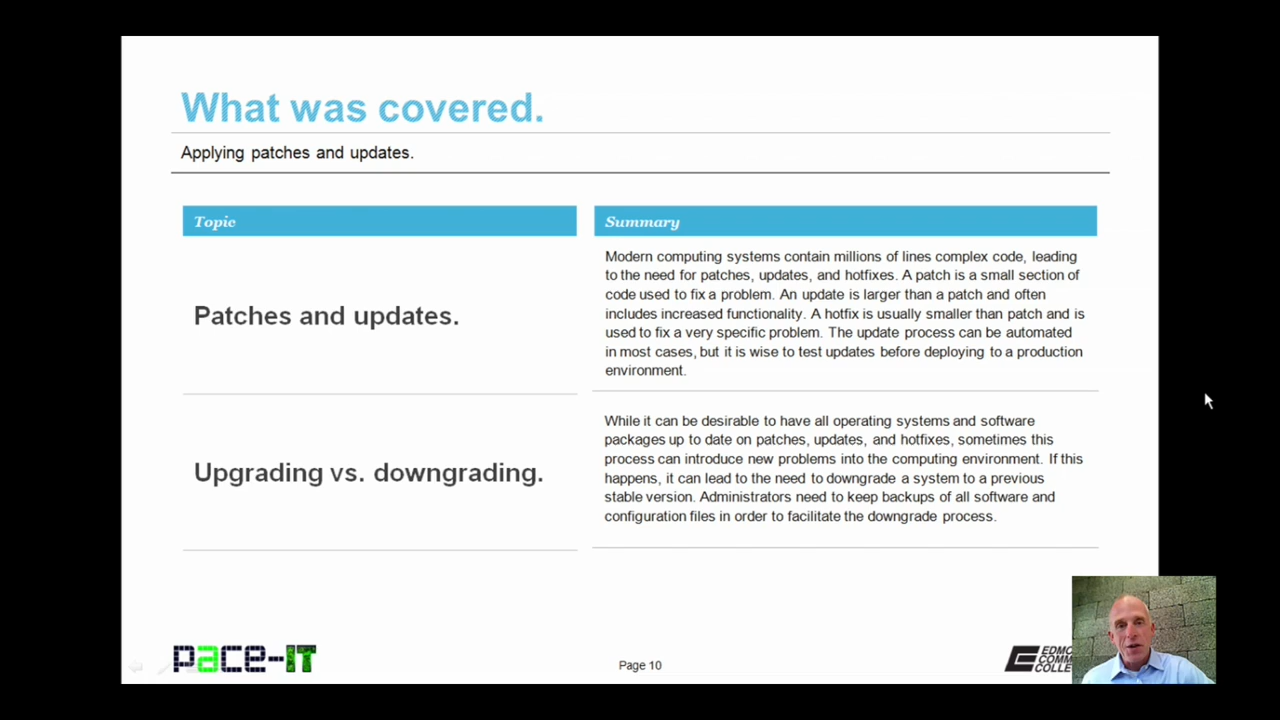 What was covered.
Applying patches and updates.
Topic
Summary
Patches and updates.
Modern computing systems contain millions of lines complex code, leading
to the need for patches, updates, and hotfixes. A patch is a small section of
code used to fix a problem. An update is larger than a patch and often
includes increased functionality. A hotfix is usually smaller than patch and is
used to fix a very specific problem. The update process can be automated
in most cases, but it is wise to test updates before deploying to a production
environment.
Upgrading vs. downgrading.
While it can be desirable to have all operating systems and software
packages up to date on patches, updates, and hotfixes, sometimes this
process can introduce new problems into the computing environment. If this
happens, it can lead to the need to downgrade a system to a previous
stable version. Administrators need to keep backups of all software and
configuration files in order to facilitate the downgrade process.
pace-IT
Page 10